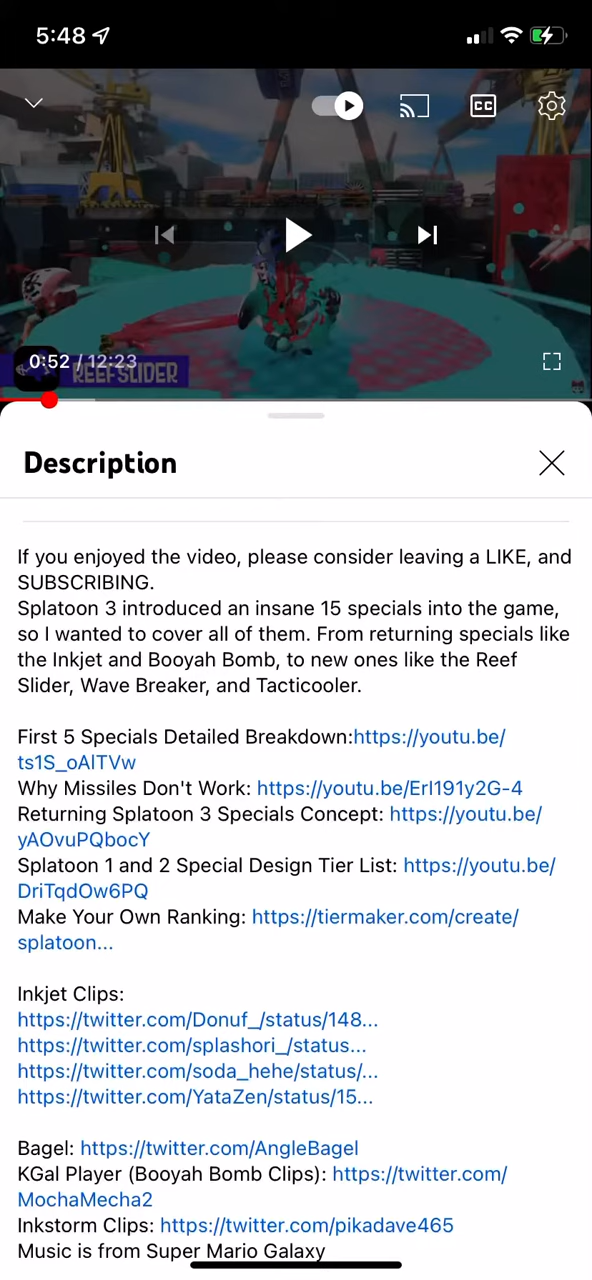 5:48
CC
0:52 / 12:23
REEFSLIDER
Description
If you enjoyed the video, please consider leaving a LIKE, and
SUBSCRIBING.
Splatoon 3 introduced an insane 15 specials into the game,
so I wanted to cover all of them. From returning specials like
the Inkjet and Booyah Bomb, to new ones like the Reef
Slider, Wave Breaker, and Tacticooler.
First 5 Specials Detailed Breakdown:https://youtu.be/
ts1S_oAlTVw
Why Missiles Don't Work: https://youtu.be/Erl191y2G-4
Returning Splatoon 3 Specials Concept: https://youtu.be/
yAOvuPQbocY
Splatoon 1 and 2 Special Design Tier List: https://youtu.be/
DriTqdOw6PQ
Make Your Own Ranking: https://tiermaker.com/create/
splatoon...
Inkjet Clips:
https://twitter.com/Donuf_/status/148...
https://twitter.com/splashori_/status...
https://twitter.com/soda_hehe/status/...
https://twitter.com/YataZen/status/15...
Bagel: https://twitter.com/AngleBagel
KGal Player (Booyah Bomb Clips): https://twitter.com/
MochaMecha2
Inkstorm Clips: https://twitter.com/pikadave465
Music is from Super Mario Galaxy